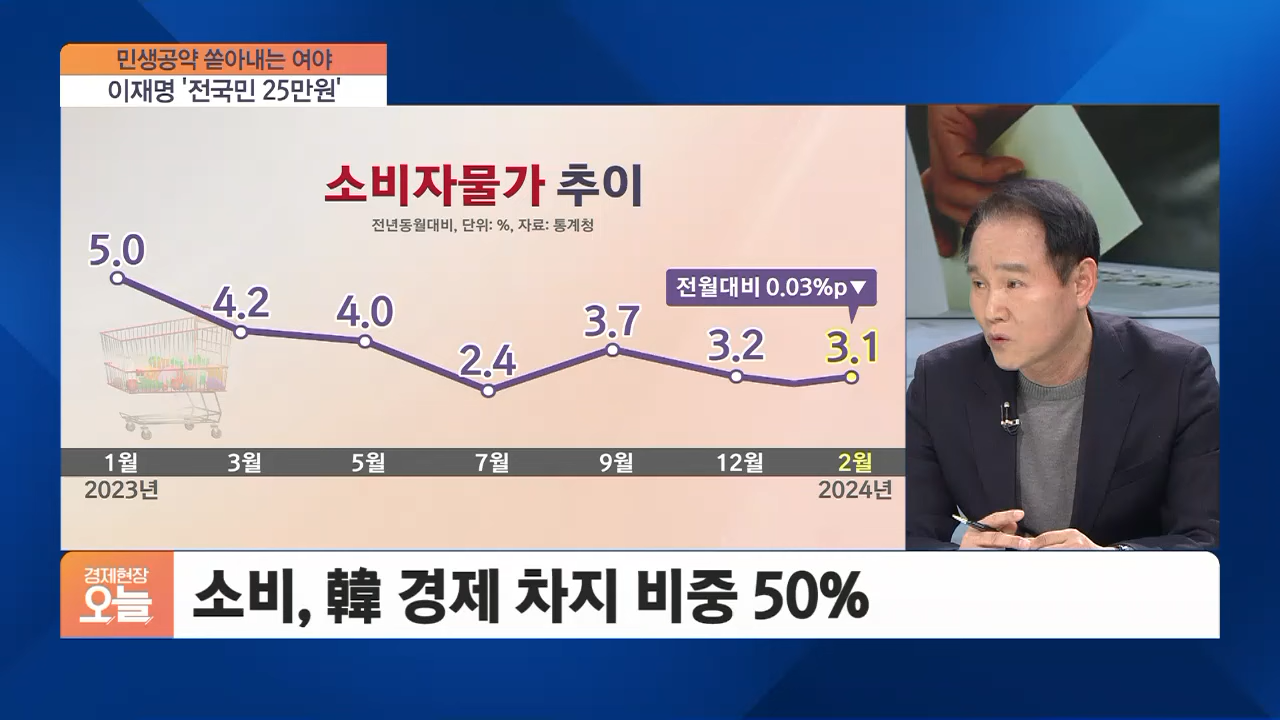 민생공약 쏟아내는 여야
이재명 '전국민 25만원'
소비자물가 추이
전년동월대비, 단위: %, 자료: 통계청
5.0
4.2
4.0
2.4
3.7
3.2
3.1
전월대비 0.03%p▼
1월
3월
5월
7월
9월
12월
2월
2023년
2024년
경제현장
오늘
소비, 韓 경제 차지 비중 50%